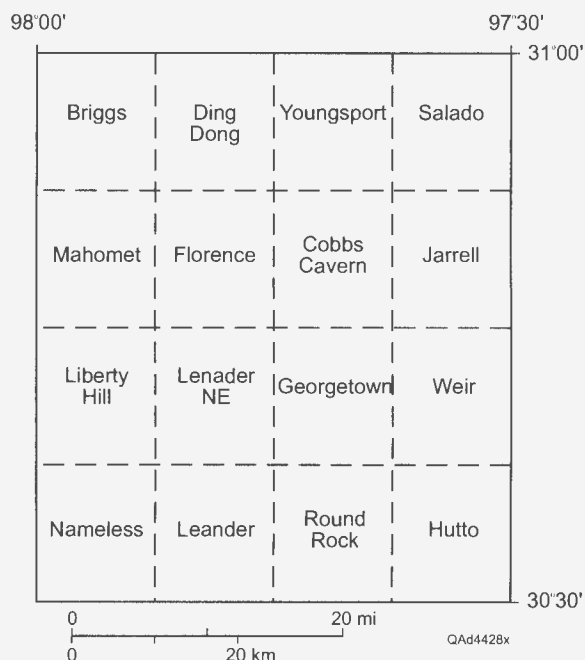 98°00'
97°30'
31°00'
Briggs
Ding
Dong
Youngsport
Salado
Mahomet
Florence
Cobbs
Cavern
Jarrell
Liberty
Hill
Lenader
NE
Georgetown
Weir
Nameless
Leander
Round
Rock
Hutto
30°30'
0
20 mi
0
20 km
QAd4428x